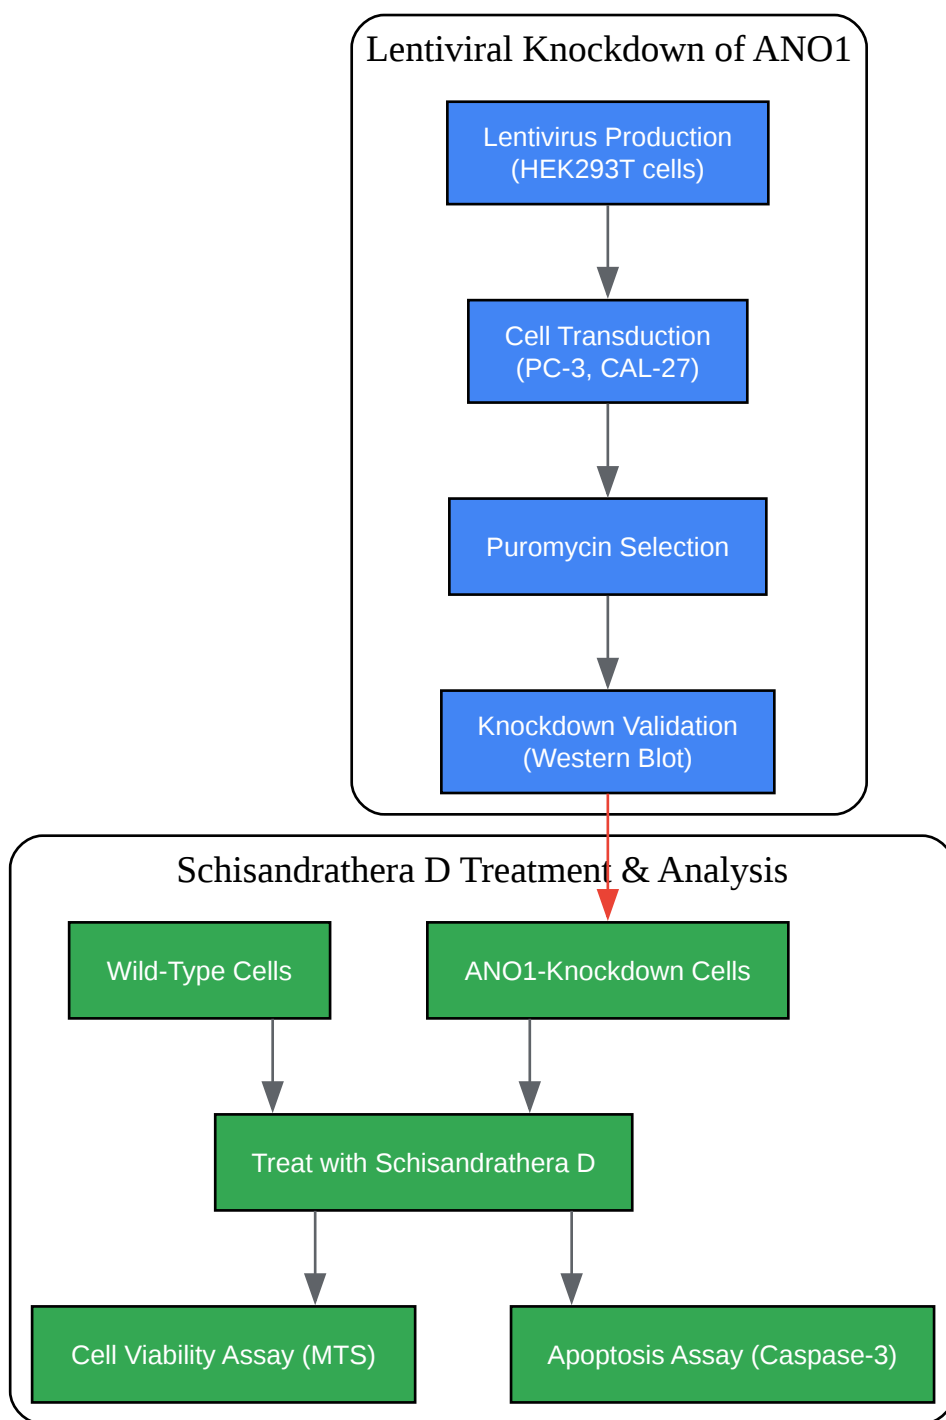 Lentiviral Knockdown of ANO1
Lentivirus Production
(HEK293T cells)
Cell Transduction
(PC-3, CAL-27)
Puromycin Selection
Knockdown Validation
(Western Blot)
Schisandrathera D Treatment & Analysis
Wild-Type Cells
ANO1-Knockdown Cells
Treat with Schisandrathera D
Cell Viability Assay (MTS)
Apoptosis Assay (Caspase-3)